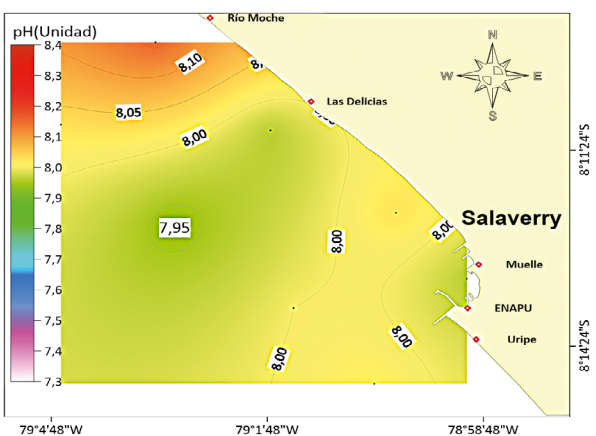 Río Moche
pH(Unidad)
8,4
8,3
8,2
8,1
8,0
7,9
7,8
7,7
7,6
7,5
7,4
7,3
8,10
8,05
8,00
7,95
8,00
8,00
8,00
8,00
N
W
E
S
Las Delicias
Salaverry
Muelle
ENAPU
Uripe
8°11'24"S
8°14'24"S
79°4'48"W
79°1'48"W
78°58'48"W